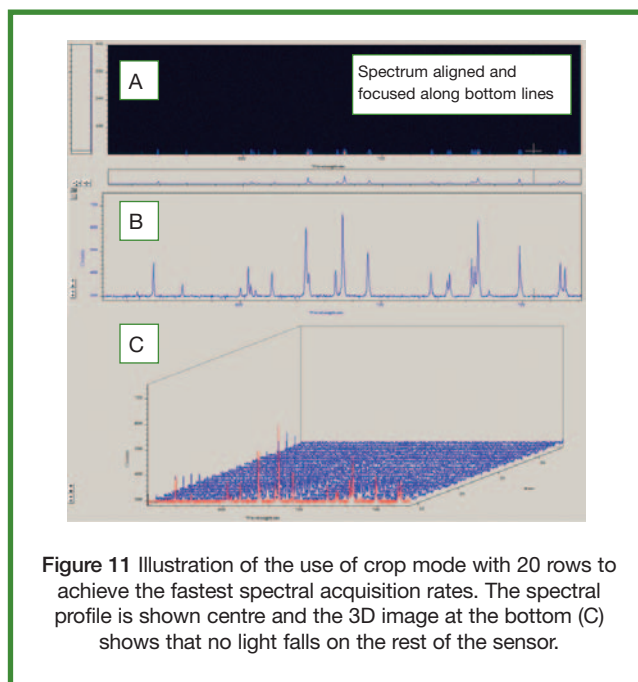 A
Spectrum aligned and
focused along bottom lines
B
C
Figure 11 Illustration of the use of crop mode with 20 rows to
achieve the fastest spectral acquisition rates. The spectral
profile is shown centre and the 3D image at the bottom (C)
shows that no light falls on the rest of the sensor.